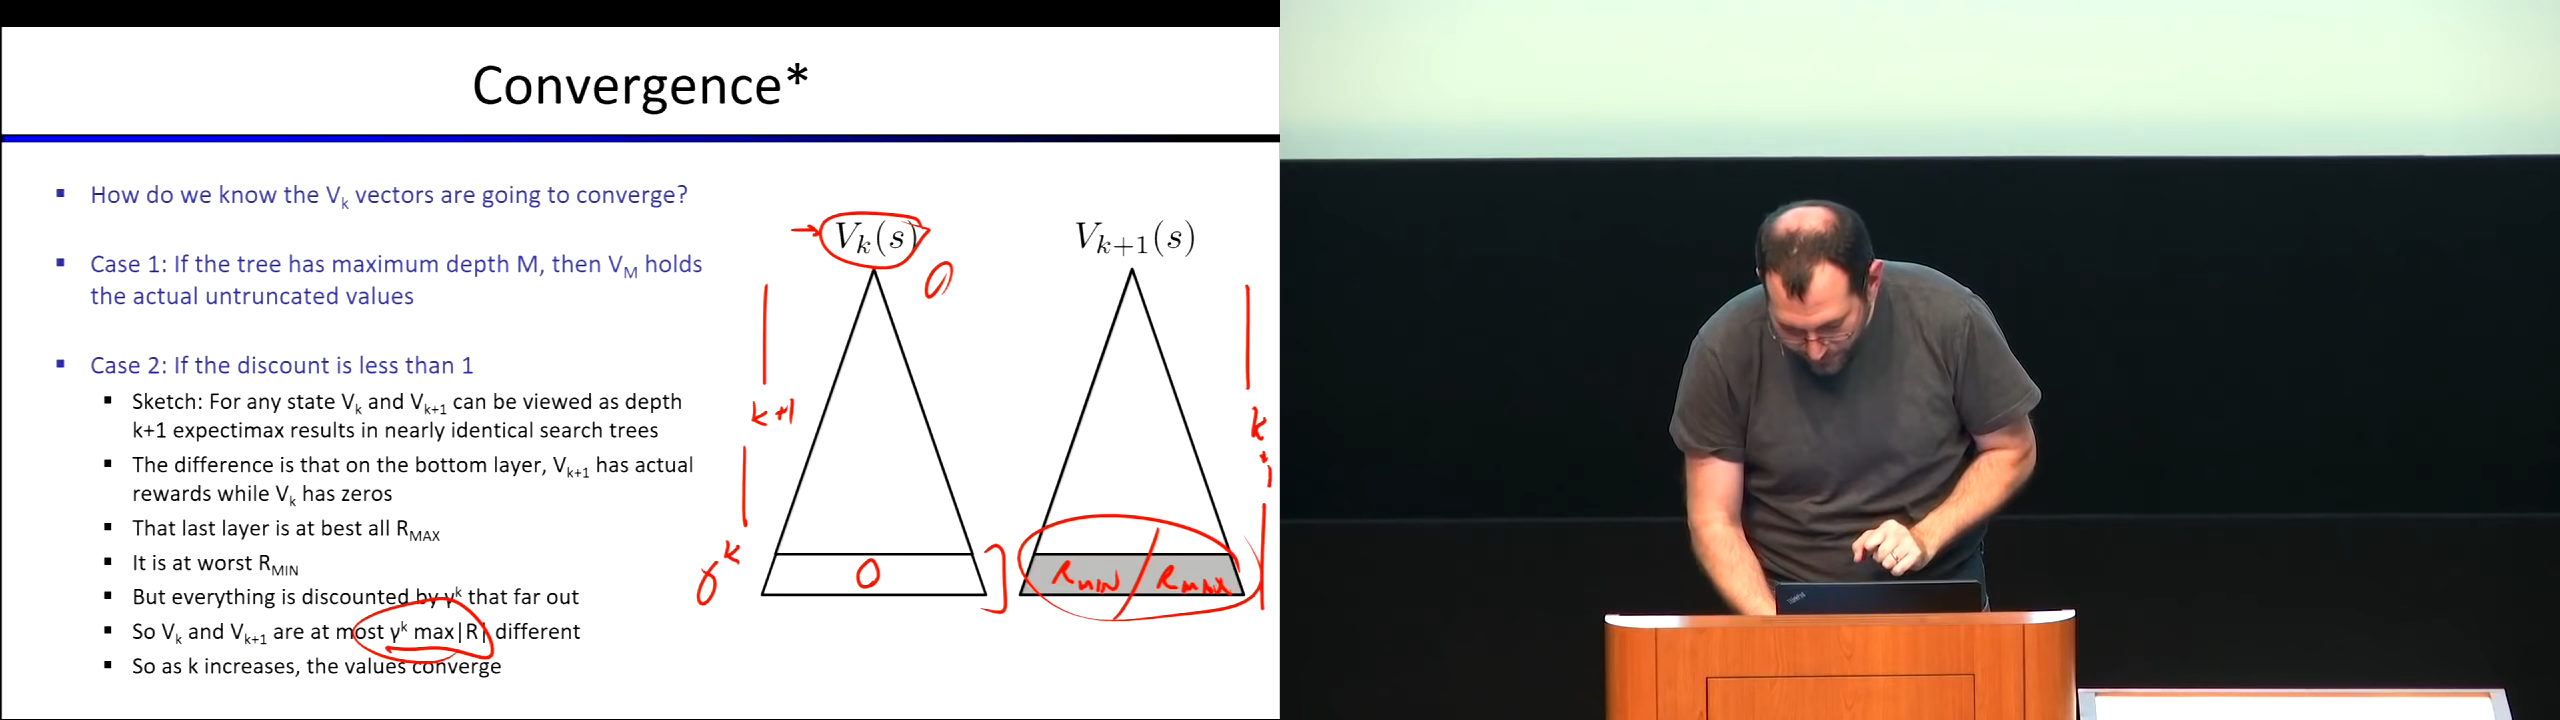 Convergence*
How do we know the Vk vectors are going to converge?
Case 1: If the tree has maximum depth M, then VM holds
the actual untruncated values
Case 2: If the discount is less than 1
Sketch: For any state Vk and Vk+1 can be viewed as depth
k+1 expectimax results in nearly identical search trees
The difference is that on the bottom layer, Vk+1 has actual
rewards while Vk has zeros
That last layer is at best all RMAX
It is at worst RMIN
But everything is discounted by γ^k that far out
So Vk and Vk+1 are at most γ^k max|R| different
So as k increases, the values converge
→ Vk(s)
0
k+1
γ^k
0
Vk+1(s)
k+1
RMIN / RMAX
ThinkPad